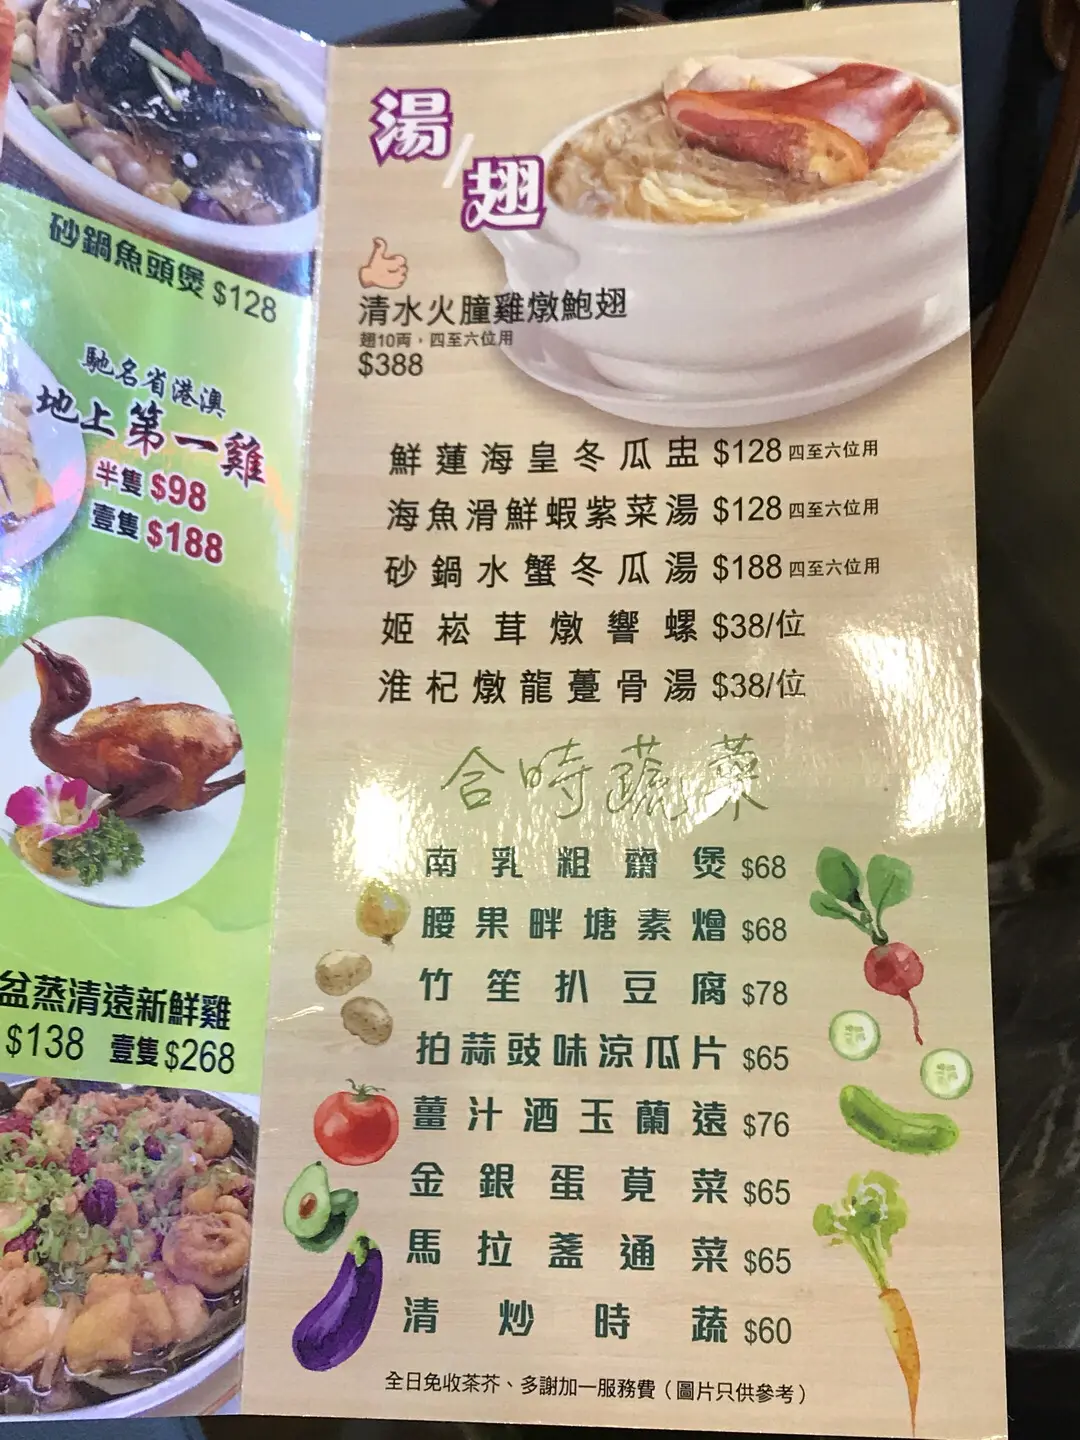 砂鍋魚頭煲 $128
馳名省港澳
地上第一雞
半隻 $98
壹隻 $188
盆蒸清遠新鮮雞
$138 壹隻 $268
湯/翅
清水火朣雞燉鮑翅
翅10両，四至六位用
$388
鮮蓮海皇冬瓜盅 $128 四至六位用
海魚滑鮮蝦紫菜湯 $128 四至六位用
砂鍋水蟹冬瓜湯 $188 四至六位用
姬崧茸燉響螺 $38/位
淮杞燉龍躉骨湯 $38/位
合時蔬菜
南乳粗齋煲 $68
腰果畔塘素燴 $68
竹笙扒豆腐 $78
拍蒜豉味涼瓜片 $65
薑汁酒玉蘭遠 $76
金銀蛋莧菜 $65
馬拉盞通菜 $65
清炒時蔬 $60
全日免收茶芥、多謝加一服務費（圖片只供參考）